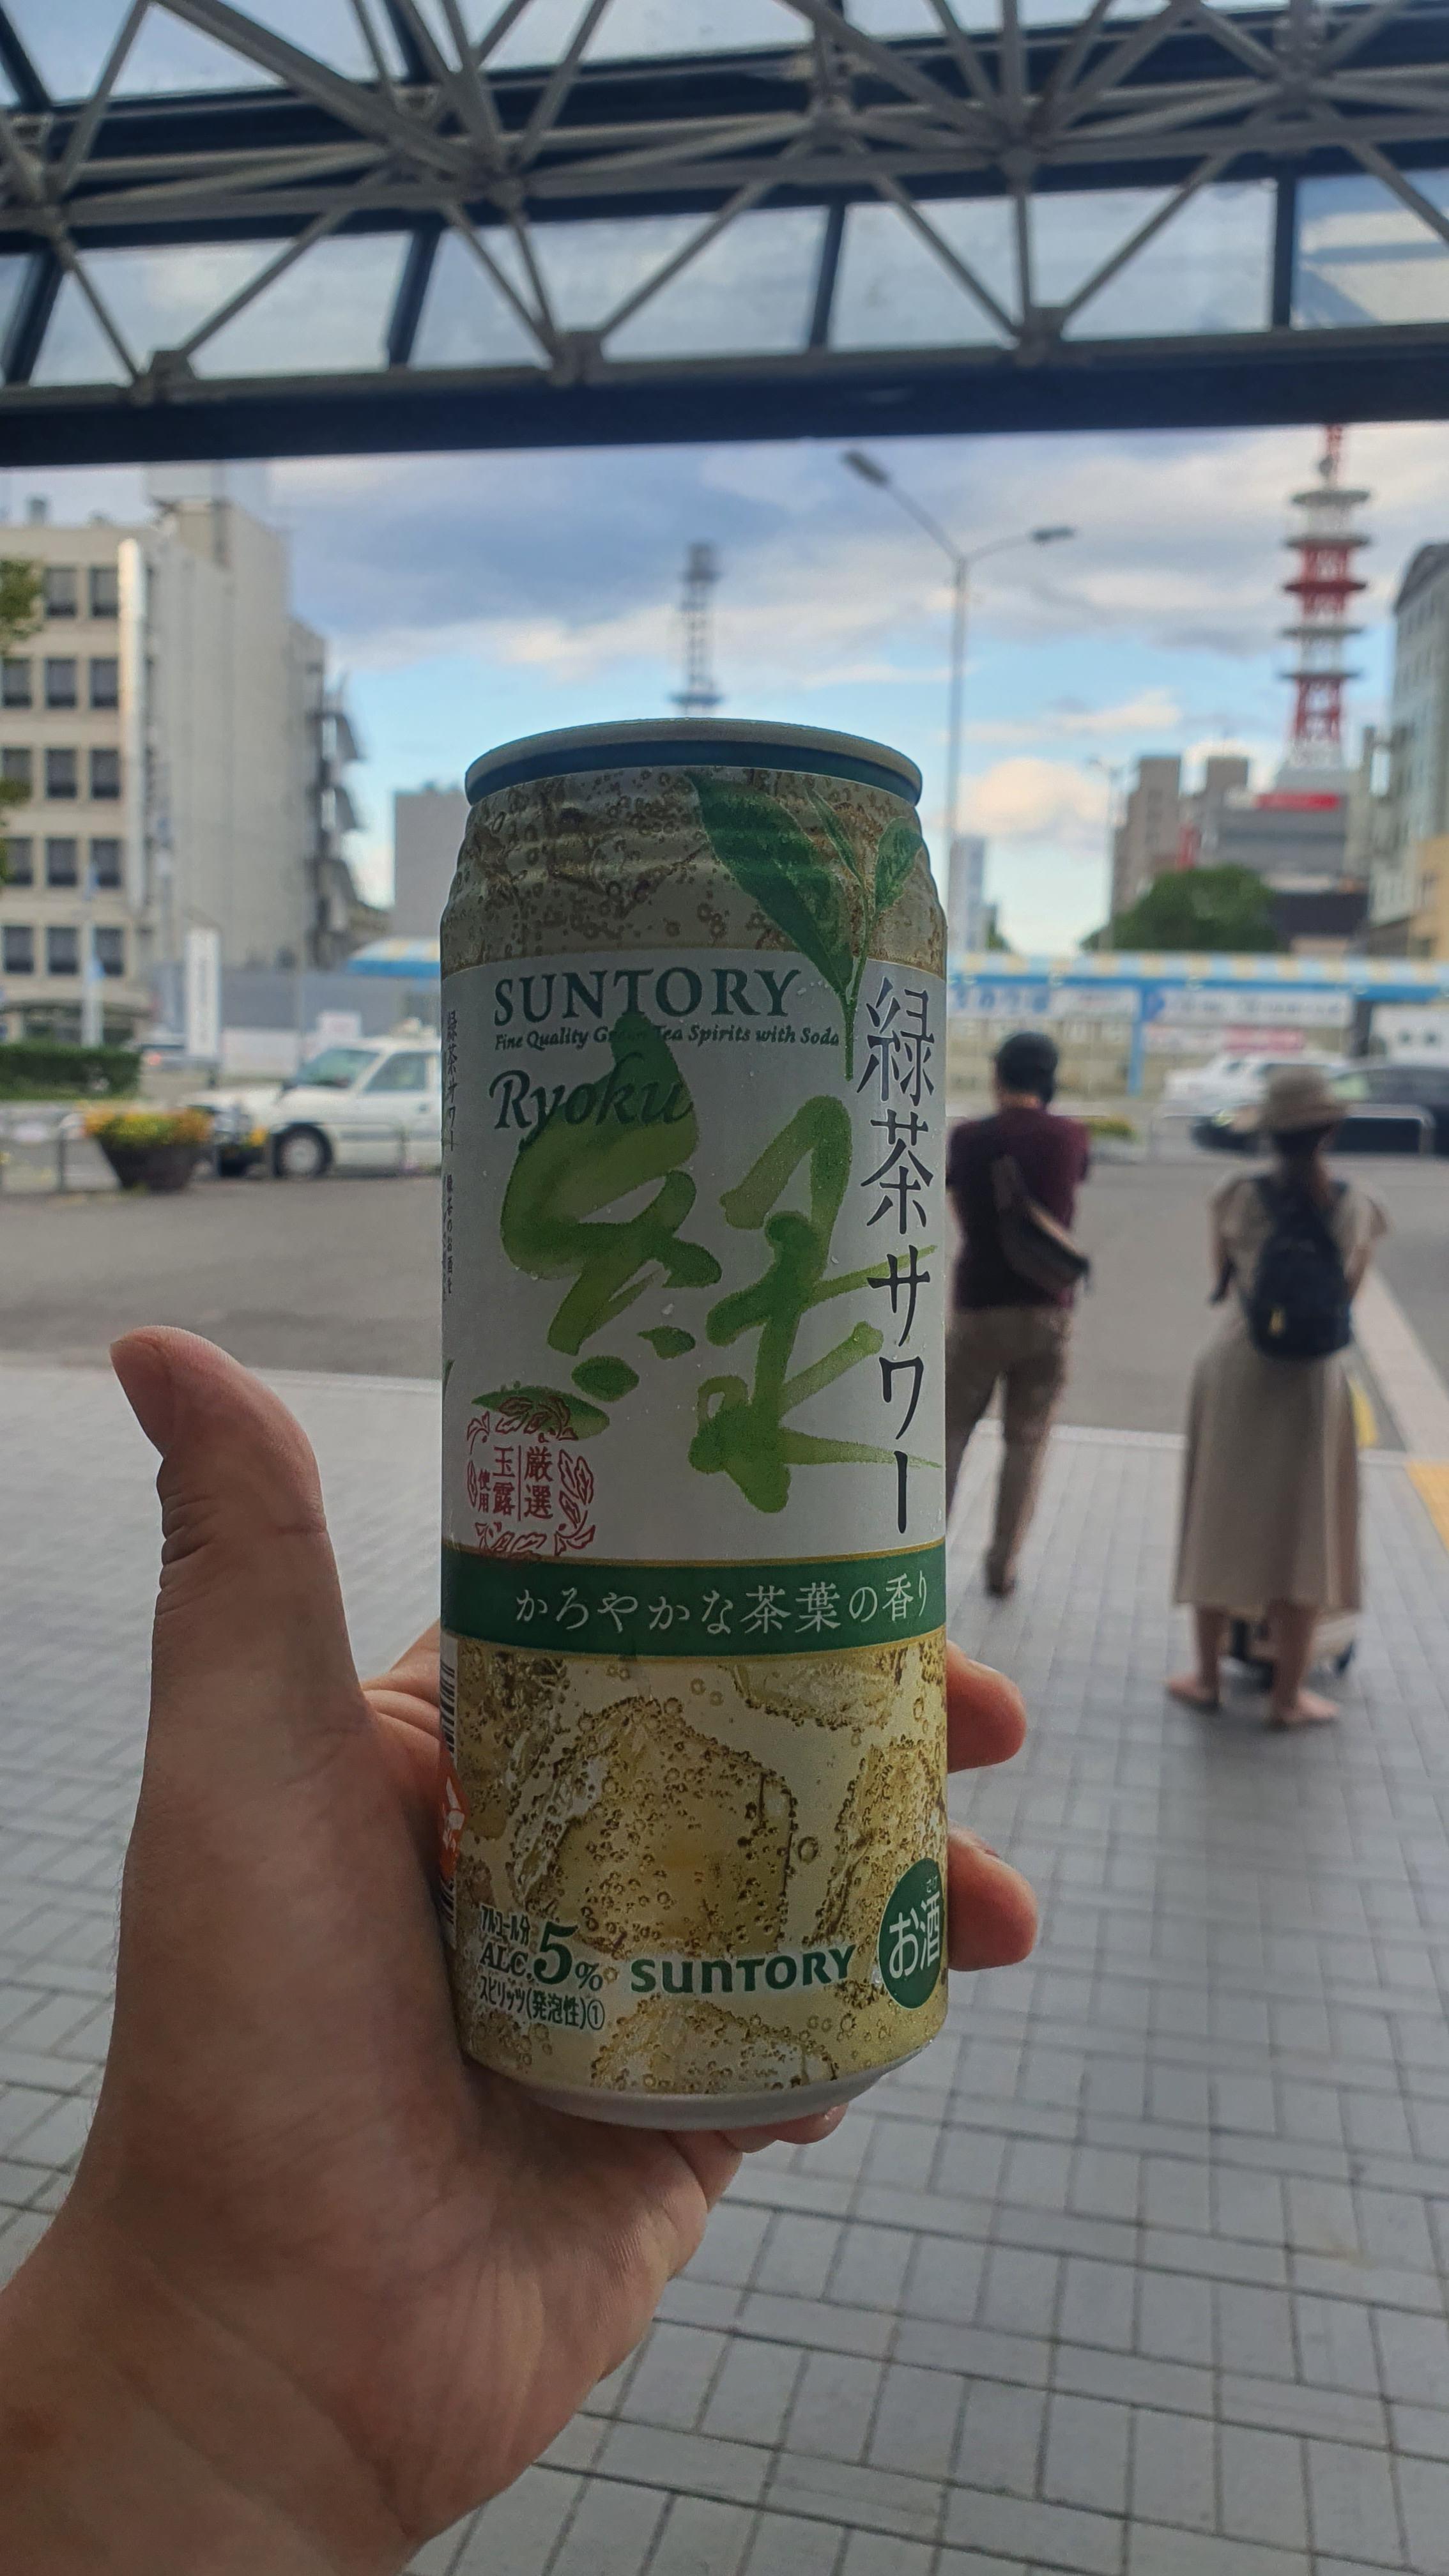 SUNTORY
Fine Quality Green Tea Spirits with Soda
Ryoku
緑
緑茶サワー
厳選
玉露
使用
かろやかな茶葉の香り
アルコール分
ALC.5%
スピリッツ(発泡性)①
SUNTORY
お酒
緑茶サワー